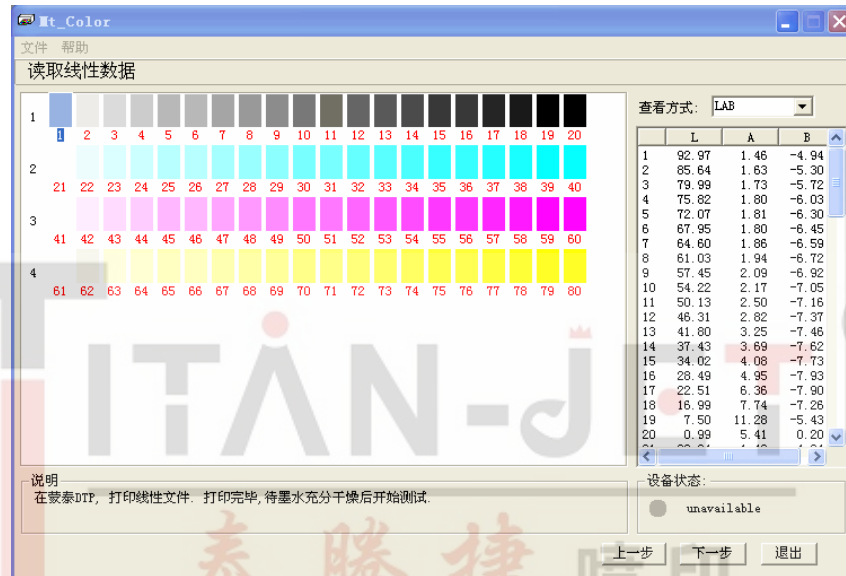 Mt_Color
文件 帮助
读取线性数据
1
1 2 3 4 5 6 7 8 9 10 11 12 13 14 15 16 17 18 19 20
2
21 22 23 24 25 26 27 28 29 30 31 32 33 34 35 36 37 38 39 40
3
41 42 43 44 45 46 47 48 49 50 51 52 53 54 55 56 57 58 59 60
4
61 62 63 64 65 66 67 68 69 70 71 72 73 74 75 76 77 78 79 80
查看方式: LAB
L A B
1 92.97 1.46 -4.94
2 85.64 1.63 -5.30
3 79.99 1.73 -5.72
4 75.82 1.80 -6.03
5 72.07 1.81 -6.30
6 67.95 1.80 -6.45
7 64.60 1.86 -6.59
8 61.03 1.94 -6.72
9 57.45 2.09 -6.92
10 54.22 2.17 -7.05
11 50.13 2.50 -7.16
12 46.31 2.82 -7.37
13 41.80 3.25 -7.46
14 37.43 3.69 -7.62
15 34.02 4.08 -7.73
16 28.49 4.95 -7.93
17 22.51 6.36 -7.90
18 16.99 7.74 -7.26
19 7.50 11.28 -5.43
20 0.99 5.41 0.20
TITAN-JET
说明
在蒙泰DTP, 打印线性文件. 打印完毕,待墨水充分干燥后开始测试.
设备状态:
unavailable
泰腾捷喷印
上一步 下一步 退出